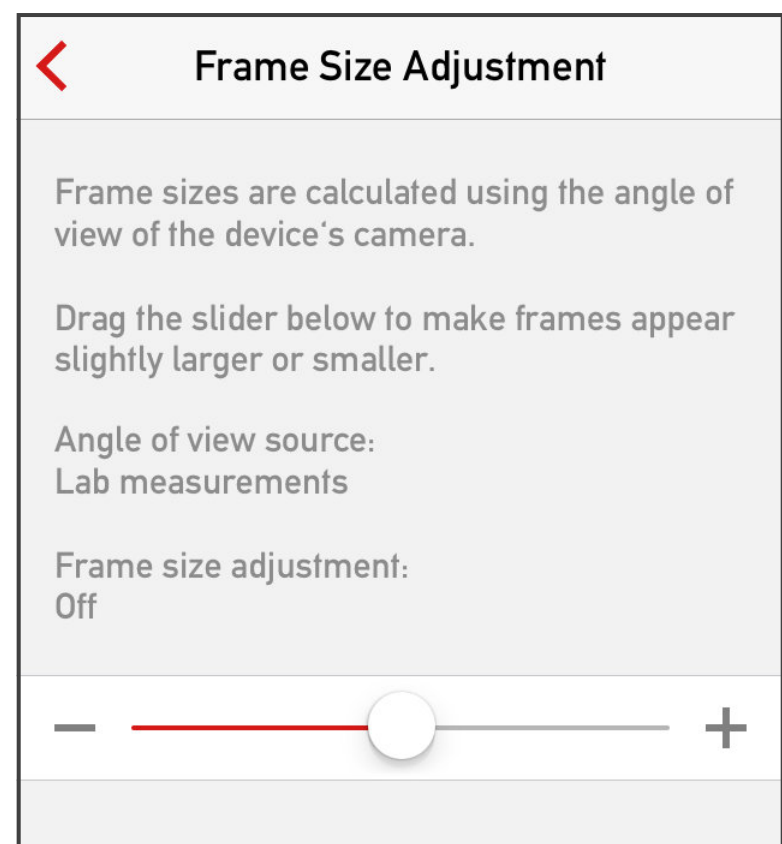 Frame Size Adjustment
Frame sizes are calculated using the angle of
view of the device‘s camera.
Drag the slider below to make frames appear
slightly larger or smaller.
Angle of view source:
Lab measurements
Frame size adjustment:
Off